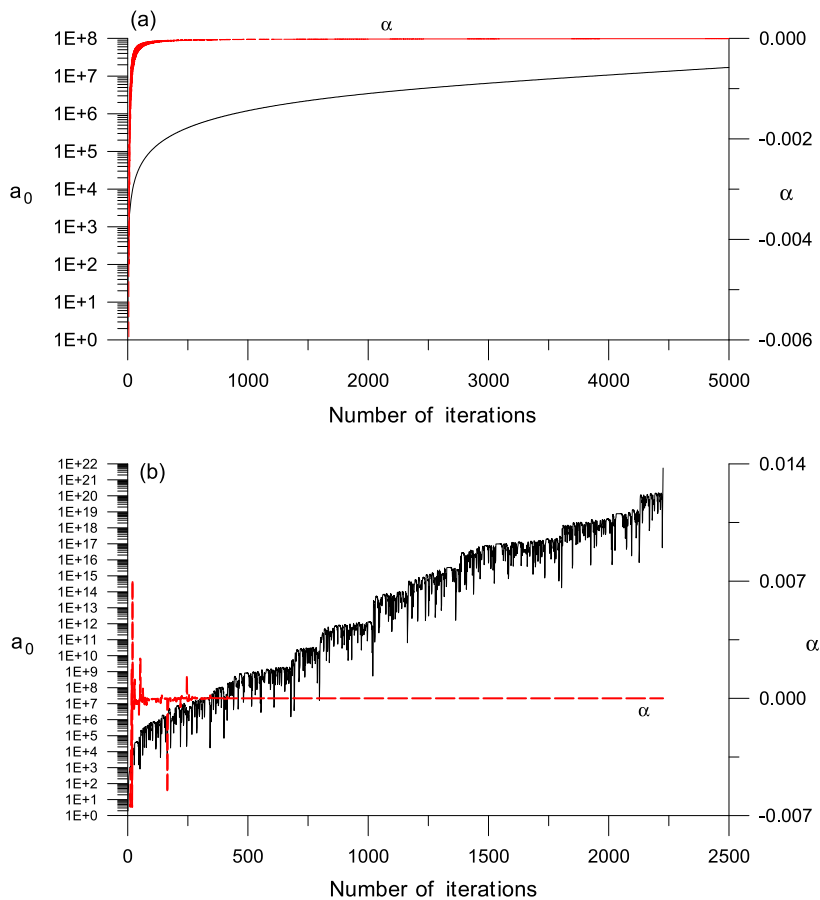 (a)
α
1E+8
1E+7
1E+6
1E+5
1E+4
1E+3
1E+2
1E+1
1E+0
a0
0.000
-0.002
-0.004
-0.006
α
0 1000 2000 3000 4000 5000
Number of iterations
(b)
1E+22
1E+21
1E+20
1E+19
1E+18
1E+17
1E+16
1E+15
1E+14
1E+13
1E+12
1E+11
1E+10
1E+9
1E+8
1E+7
1E+6
1E+5
1E+4
1E+3
1E+2
1E+1
1E+0
a0
0.014
0.007
0.000
-0.007
α
α
0 500 1000 1500 2000 2500
Number of iterations